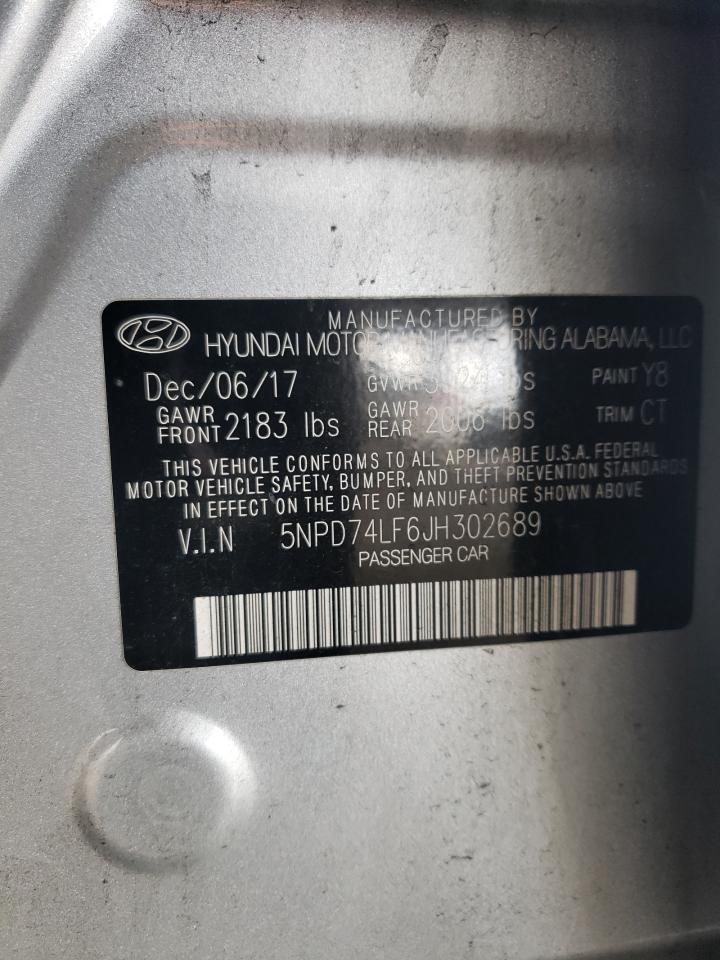 MANUFACTURED BY
HYUNDAI ALABAMA, LLC
Dec/06/17 GVWR lbs PAINT Y8
GAWR FRONT 2183 lbs GAWR REAR lbs TRIM CT
THIS VEHICLE CONFORMS TO ALL APPLICABLE U.S.A. FEDERAL
MOTOR VEHICLE SAFETY, BUMPER, AND THEFT PREVENTION STANDARDS
IN EFFECT ON THE DATE OF MANUFACTURE SHOWN ABOVE
V.I.N 5NPD74LF6JH302689
PASSENGER CAR